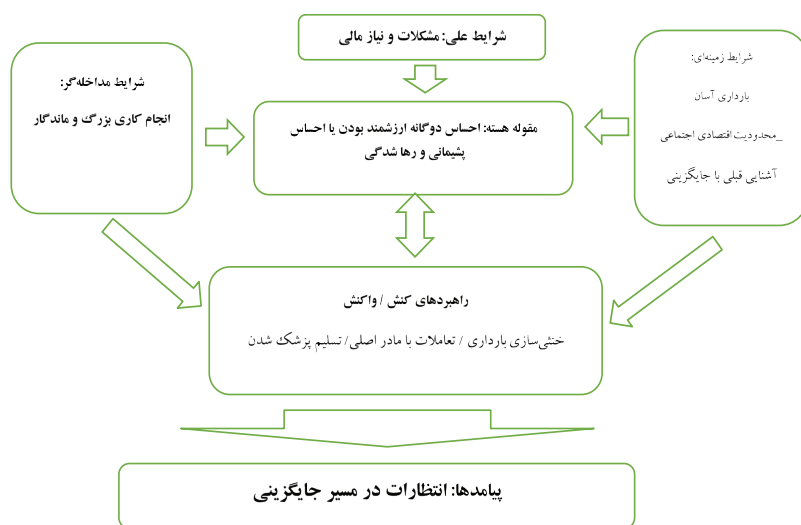 شرایط علی: مشکلات و نیاز مالی
شرایط زمینه‌ای:
بارداری آسان
_محدودیت اقتصادی اجتماعی
آشنایی قبلی با جایگزینی
مقوله هسته: احساس دوگانه ارزشمند بودن یا احساس
پشیمانی و رها شدگی
شرایط مداخله‌گر:
انجام کاری بزرگ و ماندگار
راهبردهای کنش / واکنش
خنثی‌سازی بارداری / تعاملات با مادر اصلی/ تسلیم پزشک شدن
پیامدها: انتظارات در مسیر جایگزینی